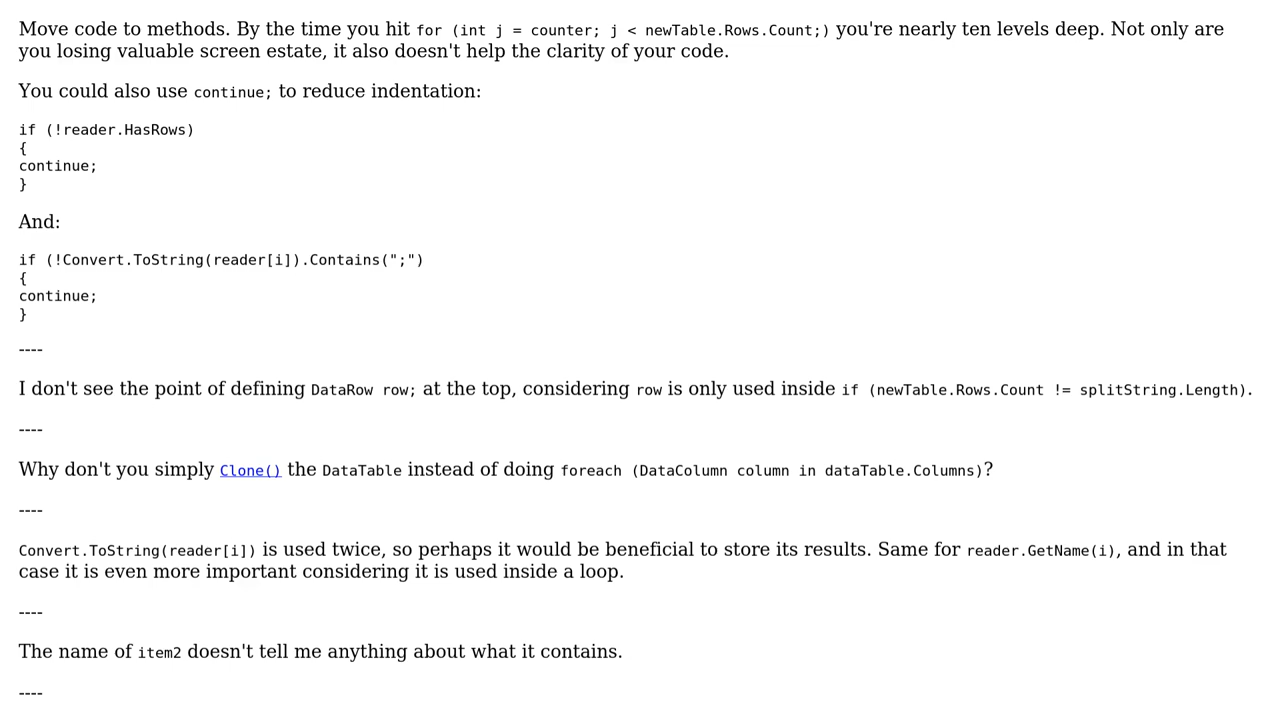 Move code to methods. By the time you hit for (int j = counter; j < newTable.Rows.Count;) you're nearly ten levels deep. Not only are
you losing valuable screen estate, it also doesn't help the clarity of your code.
You could also use continue; to reduce indentation:
if (!reader.HasRows)
{
continue;
}
And:
if (!Convert.ToString(reader[i]).Contains(";")
{
continue;
}
----
I don't see the point of defining DataRow row; at the top, considering row is only used inside if (newTable.Rows.Count != splitString.Length).
----
Why don't you simply Clone() the DataTable instead of doing foreach (DataColumn column in dataTable.Columns)?
----
Convert.ToString(reader[i]) is used twice, so perhaps it would be beneficial to store its results. Same for reader.GetName(i), and in that
case it is even more important considering it is used inside a loop.
----
The name of item2 doesn't tell me anything about what it contains.
----